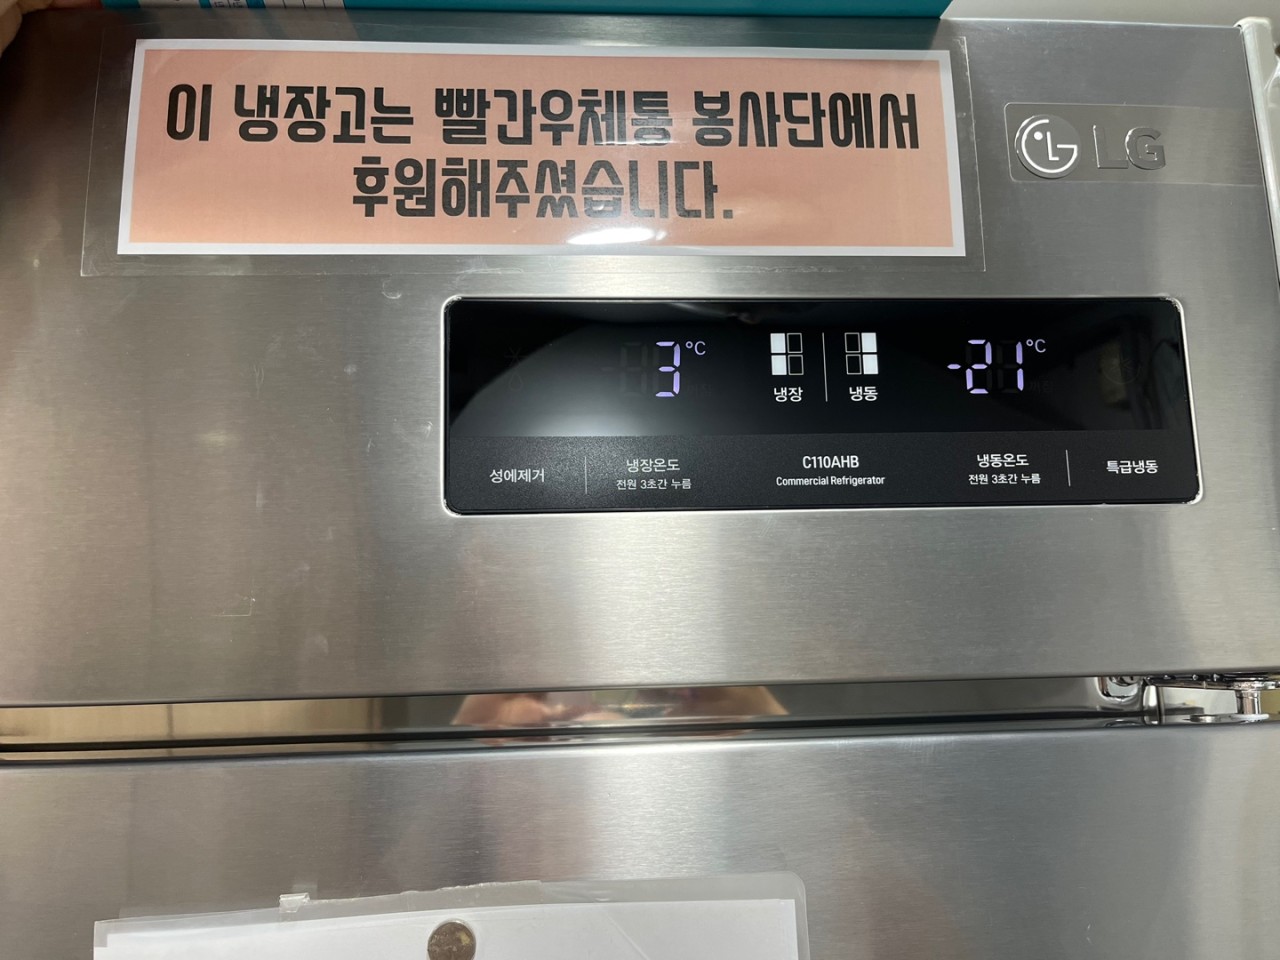 이 냉장고는 빨간우체통 봉사단에서
후원해주셨습니다.
LG
3 °C
냉장
냉동
-21 °C
성에제거
냉장온도
전원 3초간 누름
C110AHB
Commercial Refrigerator
냉동온도
전원 3초간 누름
특급냉동